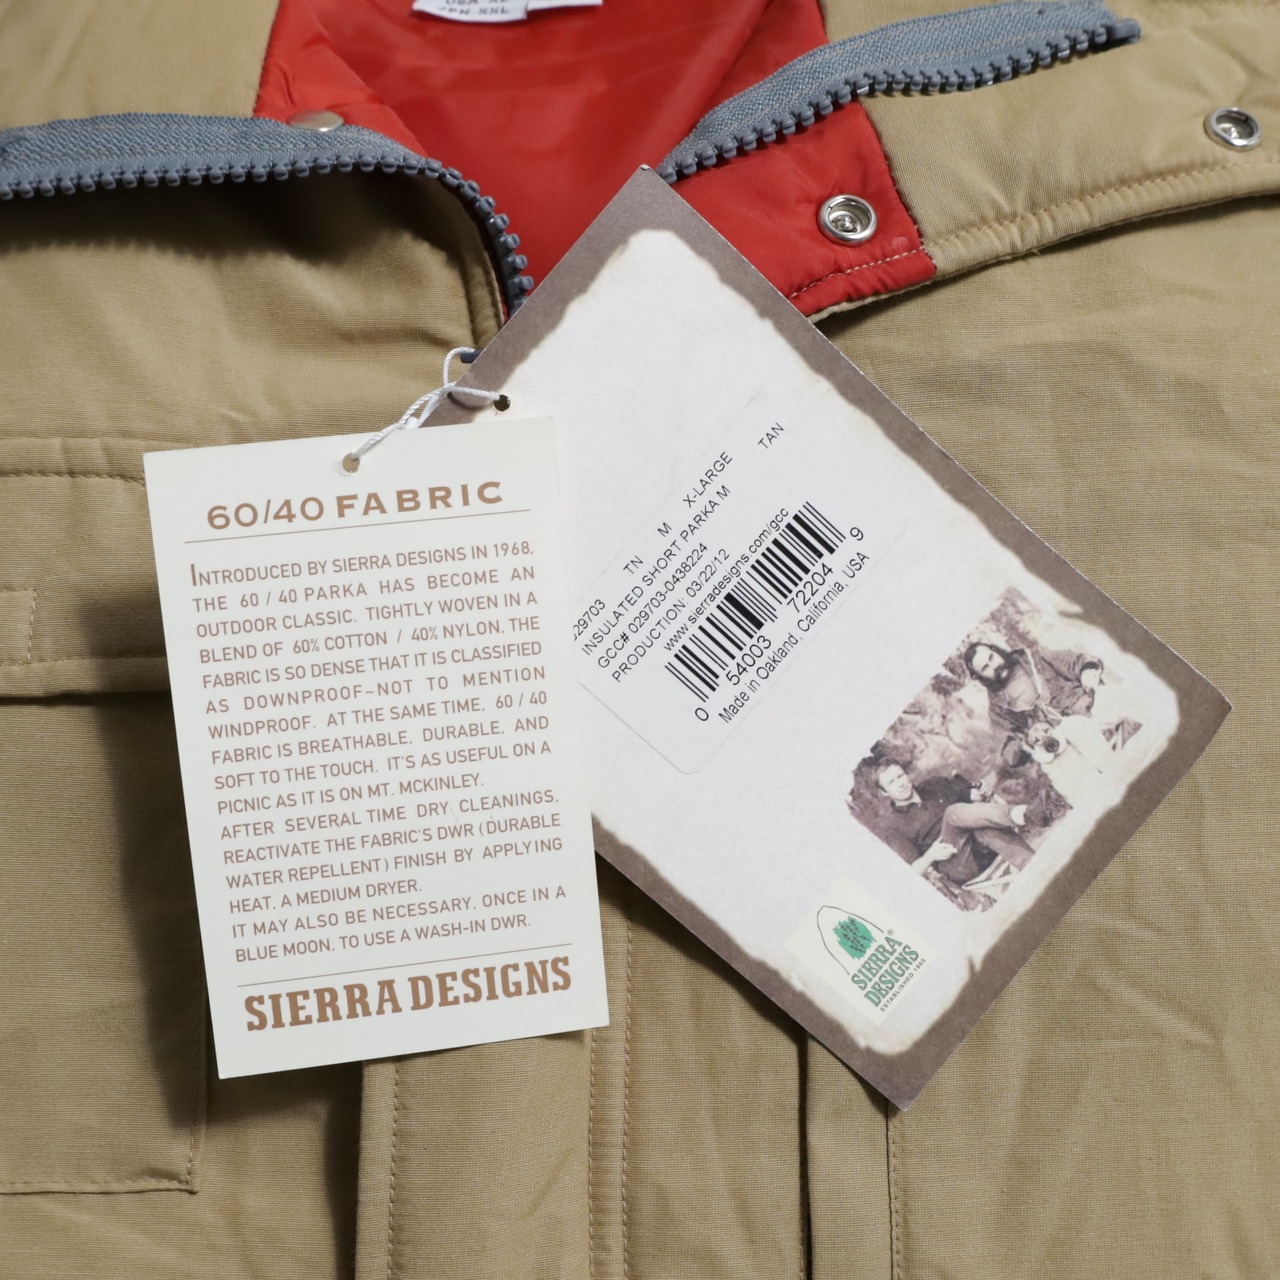 60/40 FABRIC
INTRODUCED BY SIERRA DESIGNS IN 1968,
THE 60 / 40 PARKA HAS BECOME AN
OUTDOOR CLASSIC. TIGHTLY WOVEN IN A
BLEND OF 60% COTTON / 40% NYLON, THE
FABRIC IS SO DENSE THAT IT IS CLASSIFIED
AS DOWNPROOF~NOT TO MENTION
WINDPROOF. AT THE SAME TIME, 60 / 40
FABRIC IS BREATHABLE, DURABLE, AND
SOFT TO THE TOUCH. IT'S AS USEFUL ON A
PICNIC AS IT IS ON MT. MCKINLEY.
AFTER SEVERAL TIME DRY CLEANINGS,
REACTIVATE THE FABRIC'S DWR (DURABLE
WATER REPELLENT) FINISH BY APPLYING
HEAT. A MEDIUM DRYER.
IT MAY ALSO BE NECESSARY, ONCE IN A
BLUE MOON, TO USE A WASH-IN DWR.
SIERRA DESIGNS
29703 TN M X-LARGE TAN
INSULATED SHORT PARKA M
GCC# 029703-0438224
PRODUCTION: 03/22/12
www.sierradesigns.com/gcc
0 54003 72204 9
Made in Oakland, California, USA
SIERRA
DESIGNS®
ESTABLISHED 1965